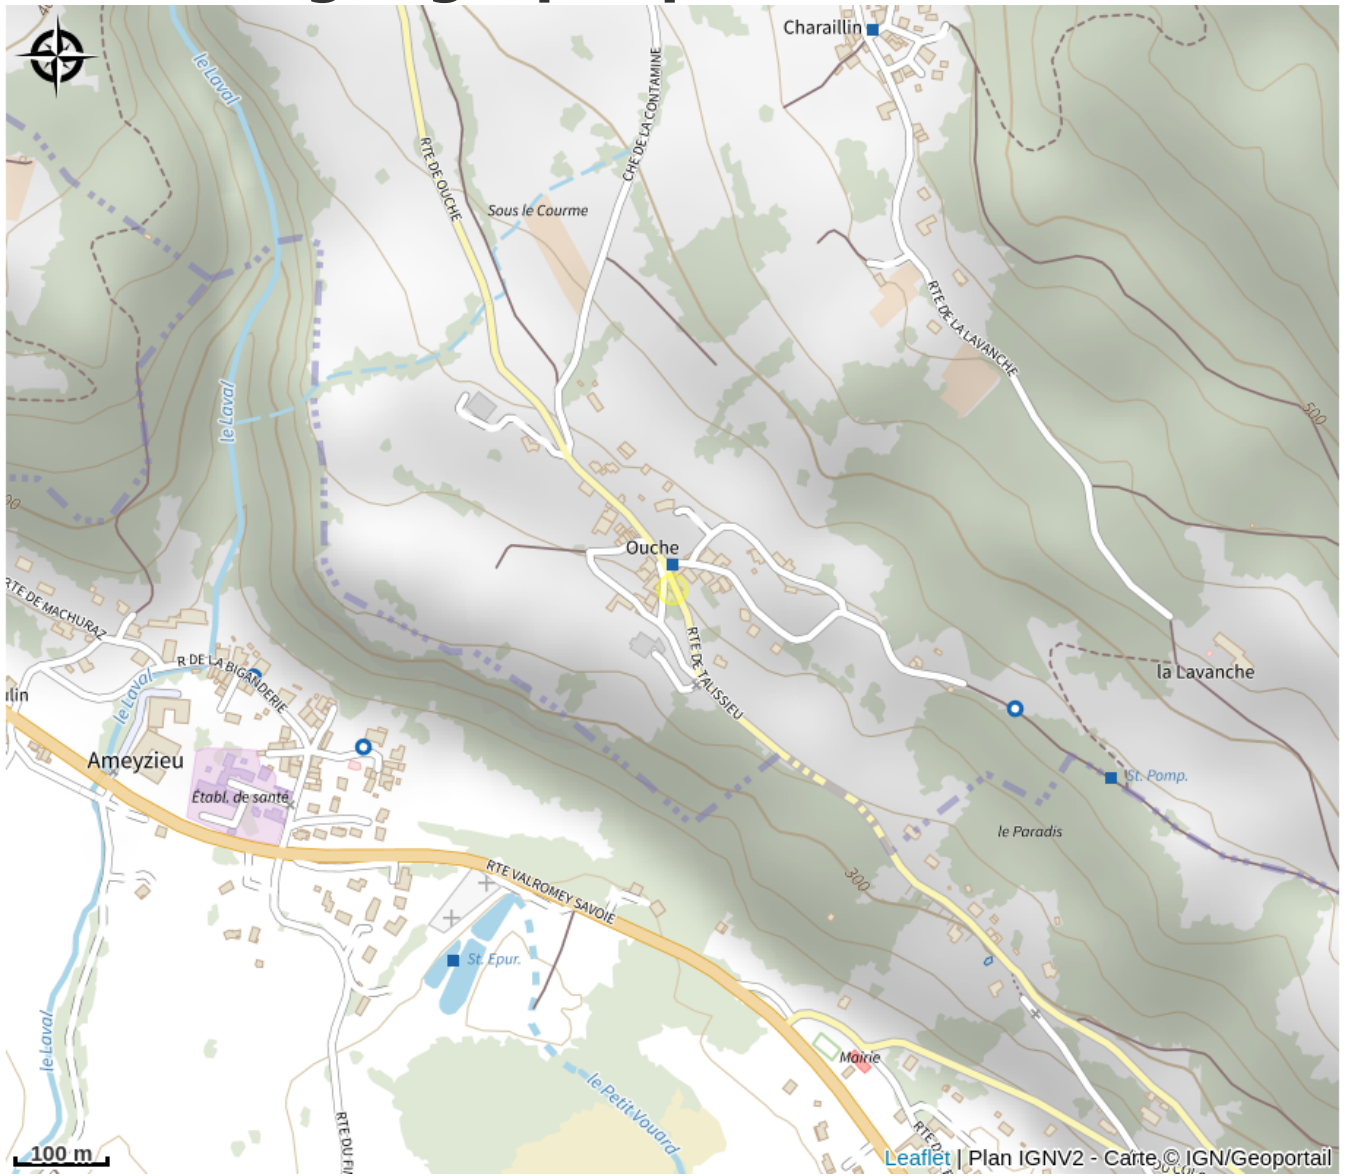 Charaillin
le Laval
CHE DE LA CONTAMINE
RTE DE OUCHE
Sous le Courme
RTE DE LA LAVANCHE
le Laval
500
Ouche
RTE DE MACHURAZ
R DE LA BIGANDERIE
RTE DE TALISSIEU
la Lavanche
le Laval
Ameyzieu
St. Pomp.
Établ. de santé
le Paradis
300
RTE VALROMEY SAVOIE
St. Epur.
le Laval
Mairie
le Petit Vouard
100 m
Leaflet | Plan IGNV2 - Carte © IGN/Geoportail